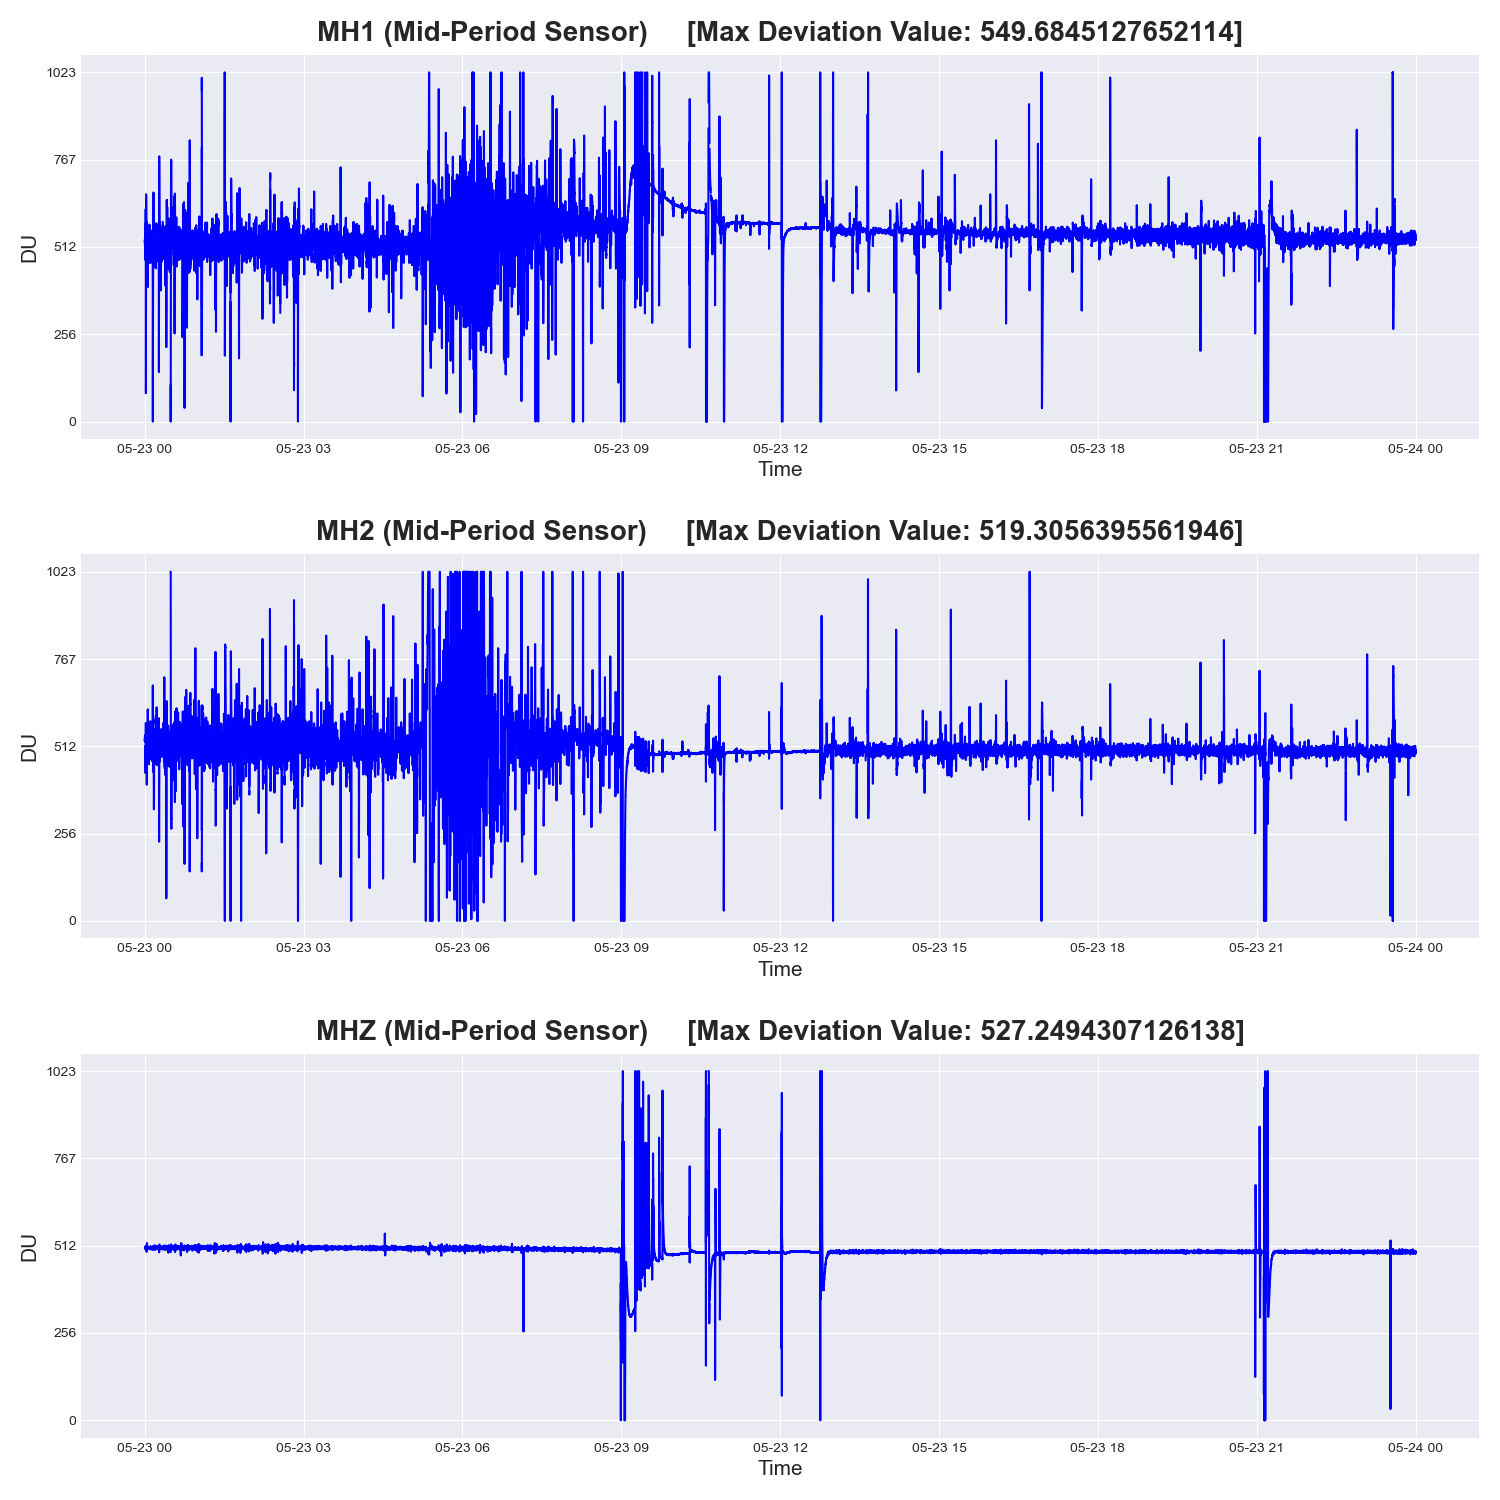 MH1 (Mid-Period Sensor) [Max Deviation Value: 549.6845127652114]
1023
767
512
256
0
DU
05-23 00 05-23 03 05-23 06 05-23 09 05-23 12 05-23 15 05-23 18 05-23 21 05-24 00
Time
MH2 (Mid-Period Sensor) [Max Deviation Value: 519.3056395561946]
1023
767
512
256
0
DU
05-23 00 05-23 03 05-23 06 05-23 09 05-23 12 05-23 15 05-23 18 05-23 21 05-24 00
Time
MHZ (Mid-Period Sensor) [Max Deviation Value: 527.2494307126138]
1023
767
512
256
0
DU
05-23 00 05-23 03 05-23 06 05-23 09 05-23 12 05-23 15 05-23 18 05-23 21 05-24 00
Time